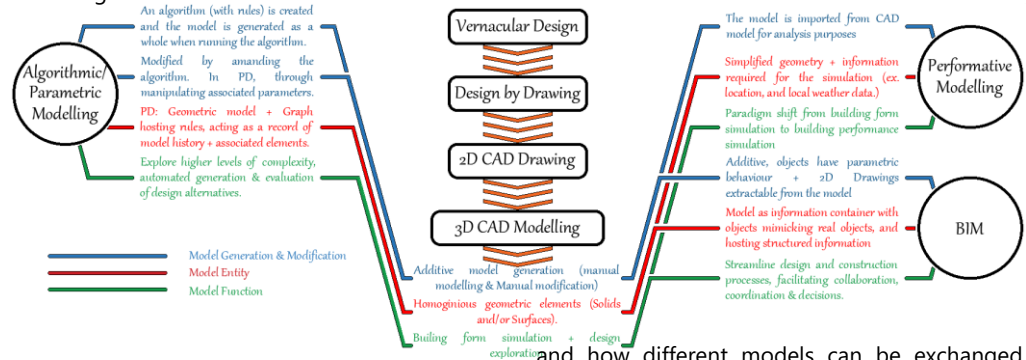 An algorithm (with rules) is created
and the model is generated as a
whole when running the algorithm.
Modified by amanding the
algorithm. In PD, through
manipulating associated parameters.
PD: Geometric model + Graph
hosting rules, acting as a record of
model history + associated elements.
Explore higher levels of complexity,
automated generation & evaluation
of design alternatives.
Algorithmic/
Parametric
Modelling
Model Generation & Modification
Model Entity
Model Function
Vernacular Design
Design by Drawing
2D CAD Drawing
3D CAD Modelling
Additive model generation (manual
modelling & Manual modification)
Homoginious geometric elements (Solids
and/or Surfaces).
Builing form simulation + design
exploration
The model is imported from CAD
model for analysis purposes
Simplified geometry + information
required for the simulation (ex.
location, and local weather data.)
Paradigm shift from building form
simulation to building performance
simulation
Performative
Modelling
Additive, objects have parametric
behaviour + 2D Drawings
extractable from the model
Model as information container with
objects mimicking real objects, and
hosting structured information
Streamline design and construction
processes, facilitating collaboration,
coordination & decisions.
BIM
and how different models can be exchanged